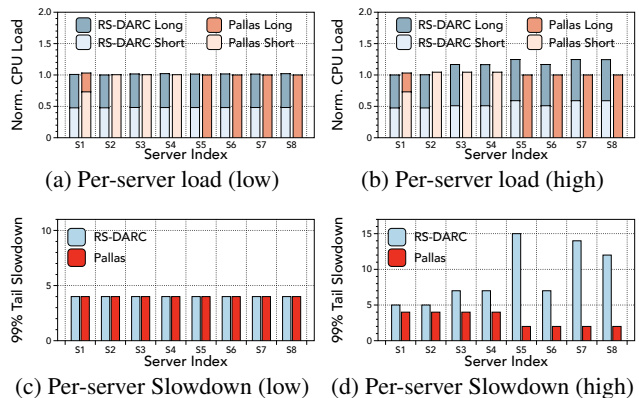 Norm. CPU Load
2.0
1.5
1.0
0.5
0
RS-DARC Long
RS-DARC Short
Pallas Long
Pallas Short
S1 S2 S3 S4 S5 S6 S7 S8
Server Index
(a) Per-server load (low)
Norm. CPU Load
2.0
1.5
1.0
0.5
0
RS-DARC Long
RS-DARC Short
Pallas Long
Pallas Short
S1 S2 S3 S4 S5 S6 S7 S8
Server Index
(b) Per-server load (high)
99% Tail Slowdown
10
5
0
RS-DARC
Pallas
S1 S2 S3 S4 S5 S6 S7 S8
Server Index
(c) Per-server Slowdown (low)
99% Tail Slowdown
15
10
5
0
RS-DARC
Pallas
S1 S2 S3 S4 S5 S6 S7 S8
Server Index
(d) Per-server Slowdown (high)